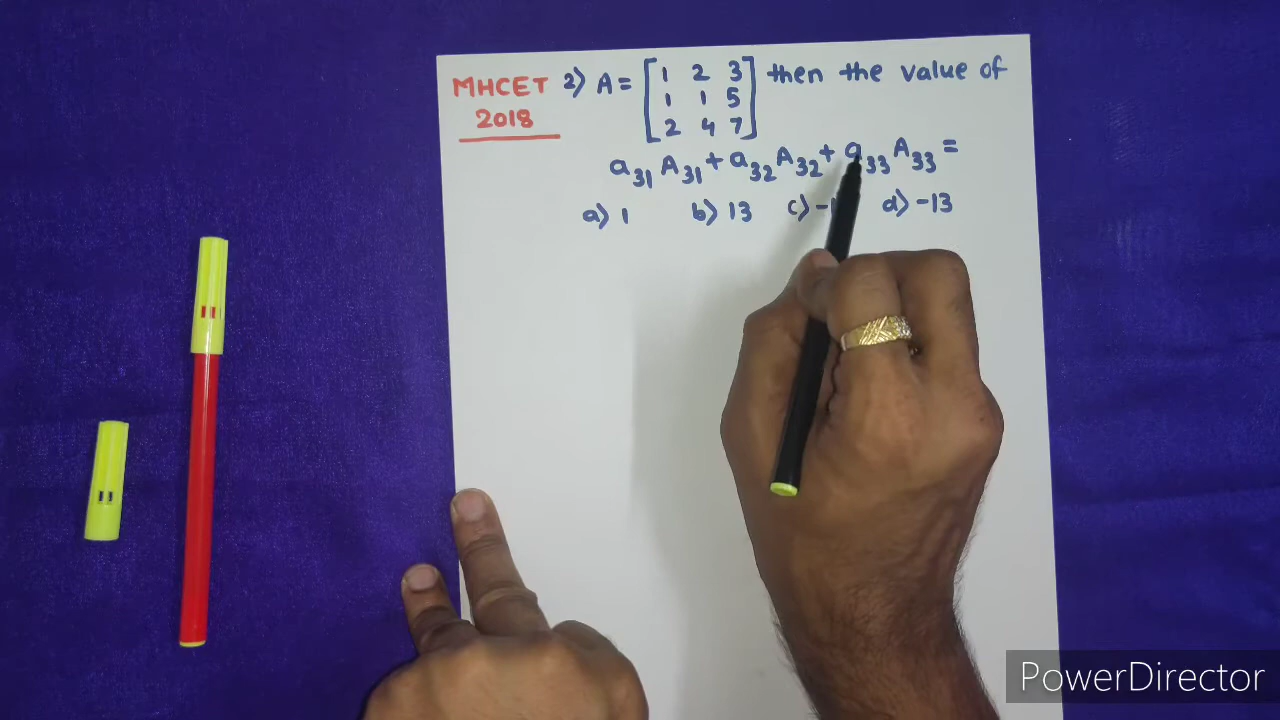 MHCET 2) A = [1 2 3 then the value of
2018 1 1 5
2 4 7]
a31 A31 + a32 A32 + a33 A33 =
a) 1 b) 13 c) d) -13
PowerDirector